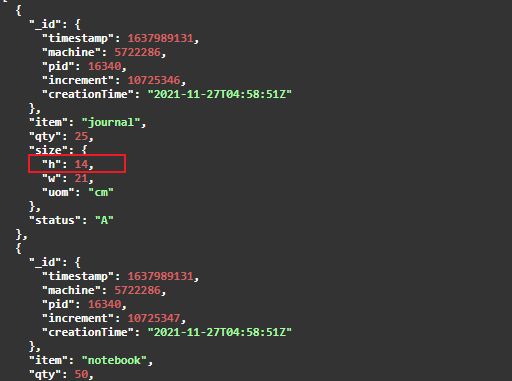 {
"_id": {
"timestamp": 1637989131,
"machine": 5722286,
"pid": 16340,
"increment": 10725346,
"creationTime": "2021-11-27T04:58:51Z"
},
"item": "journal",
"qty": 25,
"size": {
"h": 14,
"w": 21,
"uom": "cm"
},
"status": "A"
},
{
"_id": {
"timestamp": 1637989131,
"machine": 5722286,
"pid": 16340,
"increment": 10725347,
"creationTime": "2021-11-27T04:58:51Z"
},
"item": "notebook",
"qty": 50,